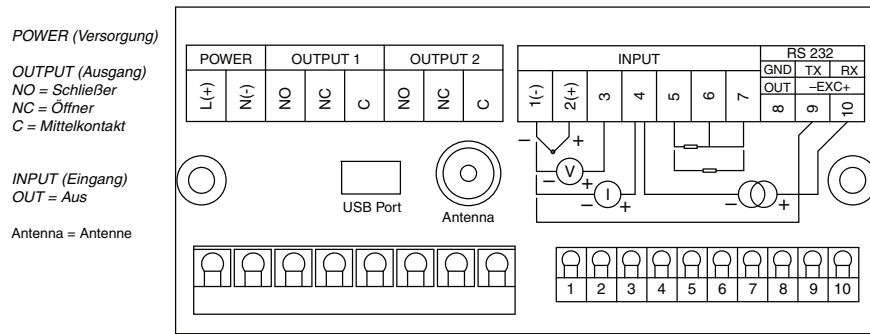 POWER (Versorgung)
OUTPUT (Ausgang)
NO = Schließer
NC = Öffner
C = Mittelkontakt
INPUT (Eingang)
OUT = Aus
Antenna = Antenne
POWER OUTPUT 1 OUTPUT 2
L(+) N(-) NO NC C NO NC C
INPUT RS 232
GND TX RX
OUT –EXC+
1(-) 2(+) 3 4 5 6 7 8 9 10
– +
– V +
– I +
– +
USB Port
Antenna
1 2 3 4 5 6 7 8 9 10